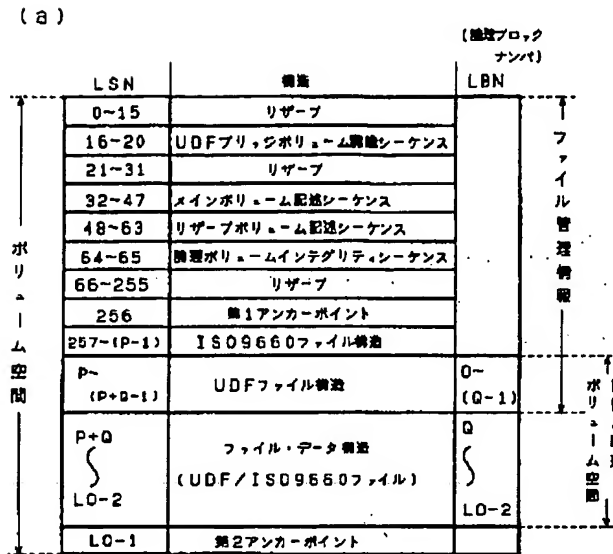 (a)
(論理ブロック
ナンバ)
LSN 構造 LBN
0~15 リザーブ
16~20 UDFブリッジボリューム認識シーケンス
21~31 リザーブ
32~47 メインボリューム記述シーケンス
48~63 リザーブボリューム記述シーケンス
64~65 論理ボリュームインテグリティシーケンス
66~255 リザーブ
256 第1アンカーポイント
257~(P-1) ISO9660ファイル構造
P~ 0~
UDFファイル構造
(P+Q-1) (Q-1)
P+Q Q
ファイル・データ構造
(UDF/ISO9660ファイル)
LO-2 LO-2
LO-1 第2アンカーポイント
ボリューム空間
ファイル管理情報
ボリューム空間